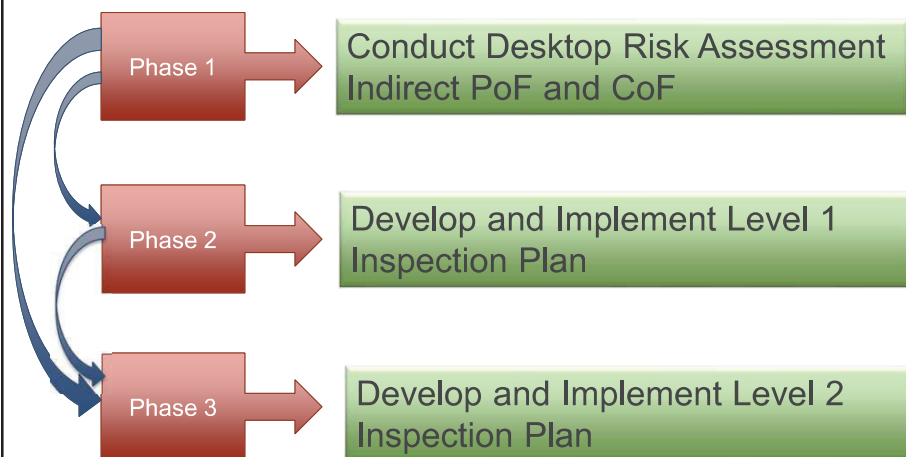 Phase 1
Conduct Desktop Risk Assessment
Indirect PoF and CoF
Phase 2
Develop and Implement Level 1
Inspection Plan
Phase 3
Develop and Implement Level 2
Inspection Plan